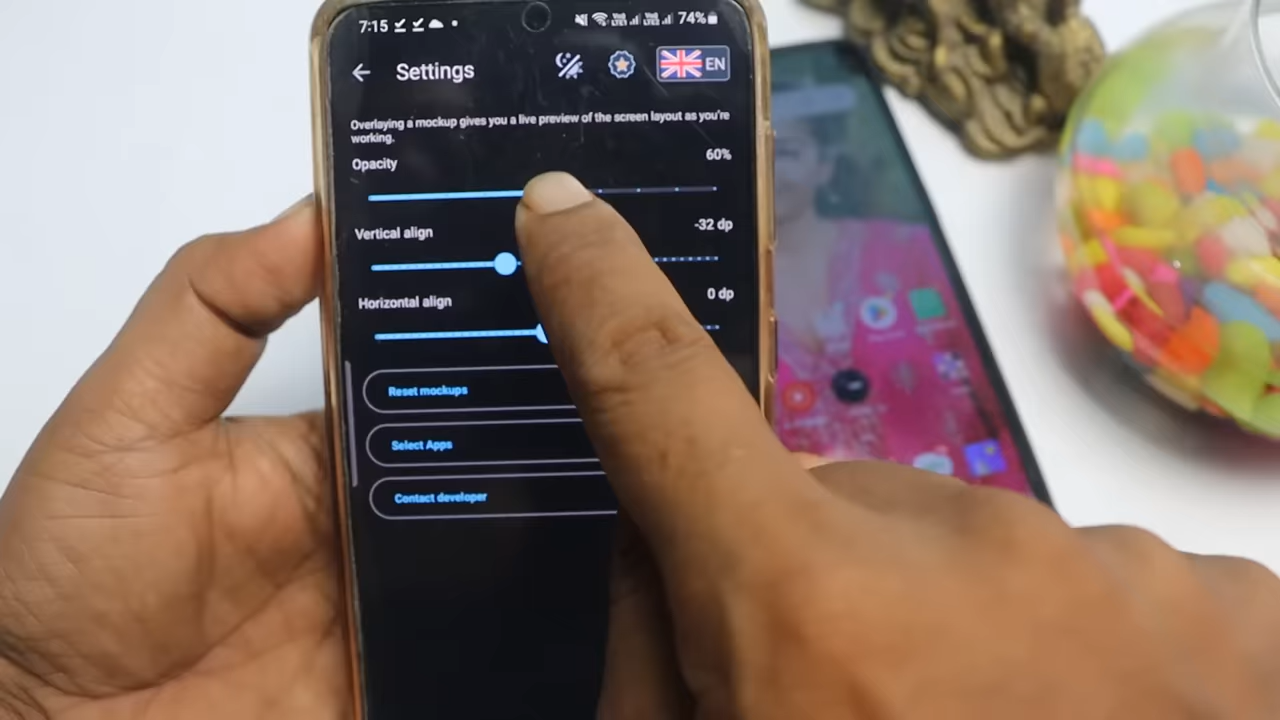 7:15 74%
Settings EN
Overlaying a mockup gives you a live preview of the screen layout as you're
working.
Opacity 60%
Vertical align -32 dp
Horizontal align 0 dp
Reset mockups
Select Apps
Contact developer